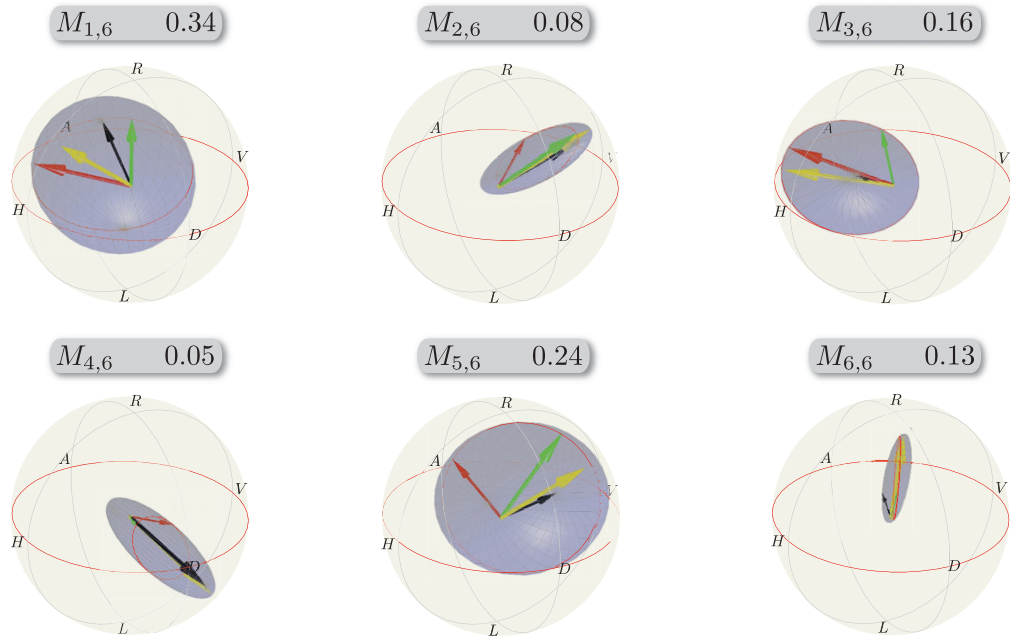 M1,6 0.34
M2,6 0.08
M3,6 0.16
R
A
V
H
D
L
R
A
V
H
D
L
R
A
V
H
D
L
M4,6 0.05
M5,6 0.24
M6,6 0.13
R
A
V
H
D
L
R
A
V
H
D
L
R
A
V
H
D
L